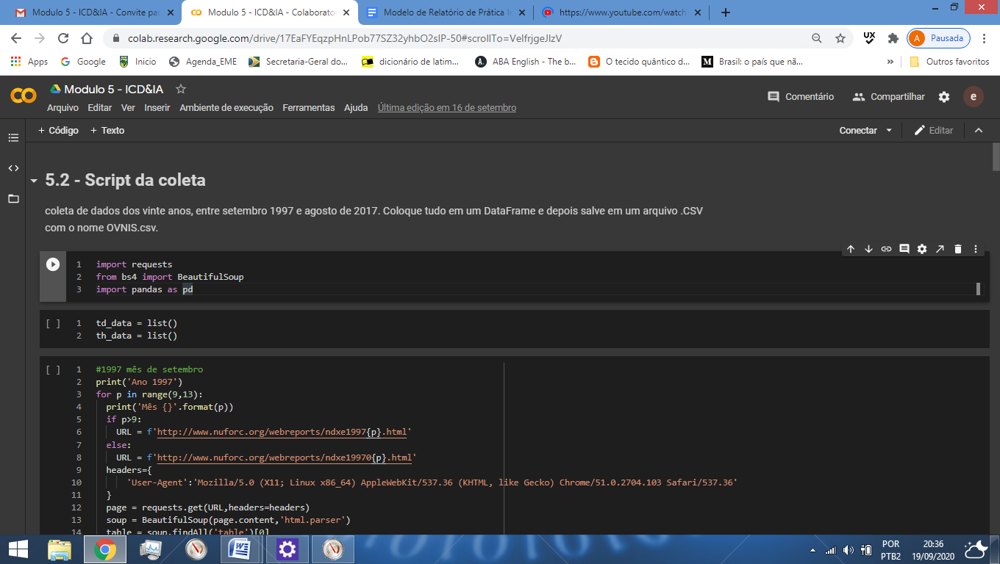 Modulo 5 - ICD&IA - Convite par
Modulo 5 - ICD&IA - Colaborator
Modelo de Relatório de Prática In
https://www.youtube.com/watch
colab.research.google.com/drive/17EaFYEqzpHnLPob77SZ32yhbO2sIP-50#scrollTo=VelfrjgeJlzV
UX
A Pausada
Apps
Google
Inicio
Agenda_EME
Secretaria-Geral do...
dicionário de latim...
ABA English - The b...
O tecido quântico d...
Brasil: o país que nã...
»
Outros favoritos
Modulo 5 - ICD&IA
Comentário
Compartilhar
e
Arquivo Editar Ver Inserir Ambiente de execução Ferramentas Ajuda Última edição em 16 de setembro
+ Código + Texto
Conectar
Editar
5.2 - Script da coleta
coleta de dados dos vinte anos, entre setembro 1997 e agosto de 2017. Coloque tudo em um DataFrame e depois salve em um arquivo .CSV
com o nome OVNIS.csv.
1 import requests
2 from bs4 import BeautifulSoup
3 import pandas as pd
[ ] 1 td_data = list()
2 th_data = list()
[ ] 1 #1997 mês de setembro
2 print('Ano 1997')
3 for p in range(9,13):
4 print('Mês {}'.format(p))
5 if p>9:
6 URL = f'http://www.nuforc.org/webreports/ndxe1997{p}.html'
7 else:
8 URL = f'http://www.nuforc.org/webreports/ndxe19970{p}.html'
9 headers={
10 'User-Agent':'Mozilla/5.0 (X11; Linux x86_64) AppleWebKit/537.36 (KHTML, like Gecko) Chrome/51.0.2704.103 Safari/537.36'
11 }
12 page = requests.get(URL,headers=headers)
13 soup = BeautifulSoup(page.content,'html.parser')
14 table = soup.findAll('table')[0]
POR
PTB2
20:36
19/09/2020